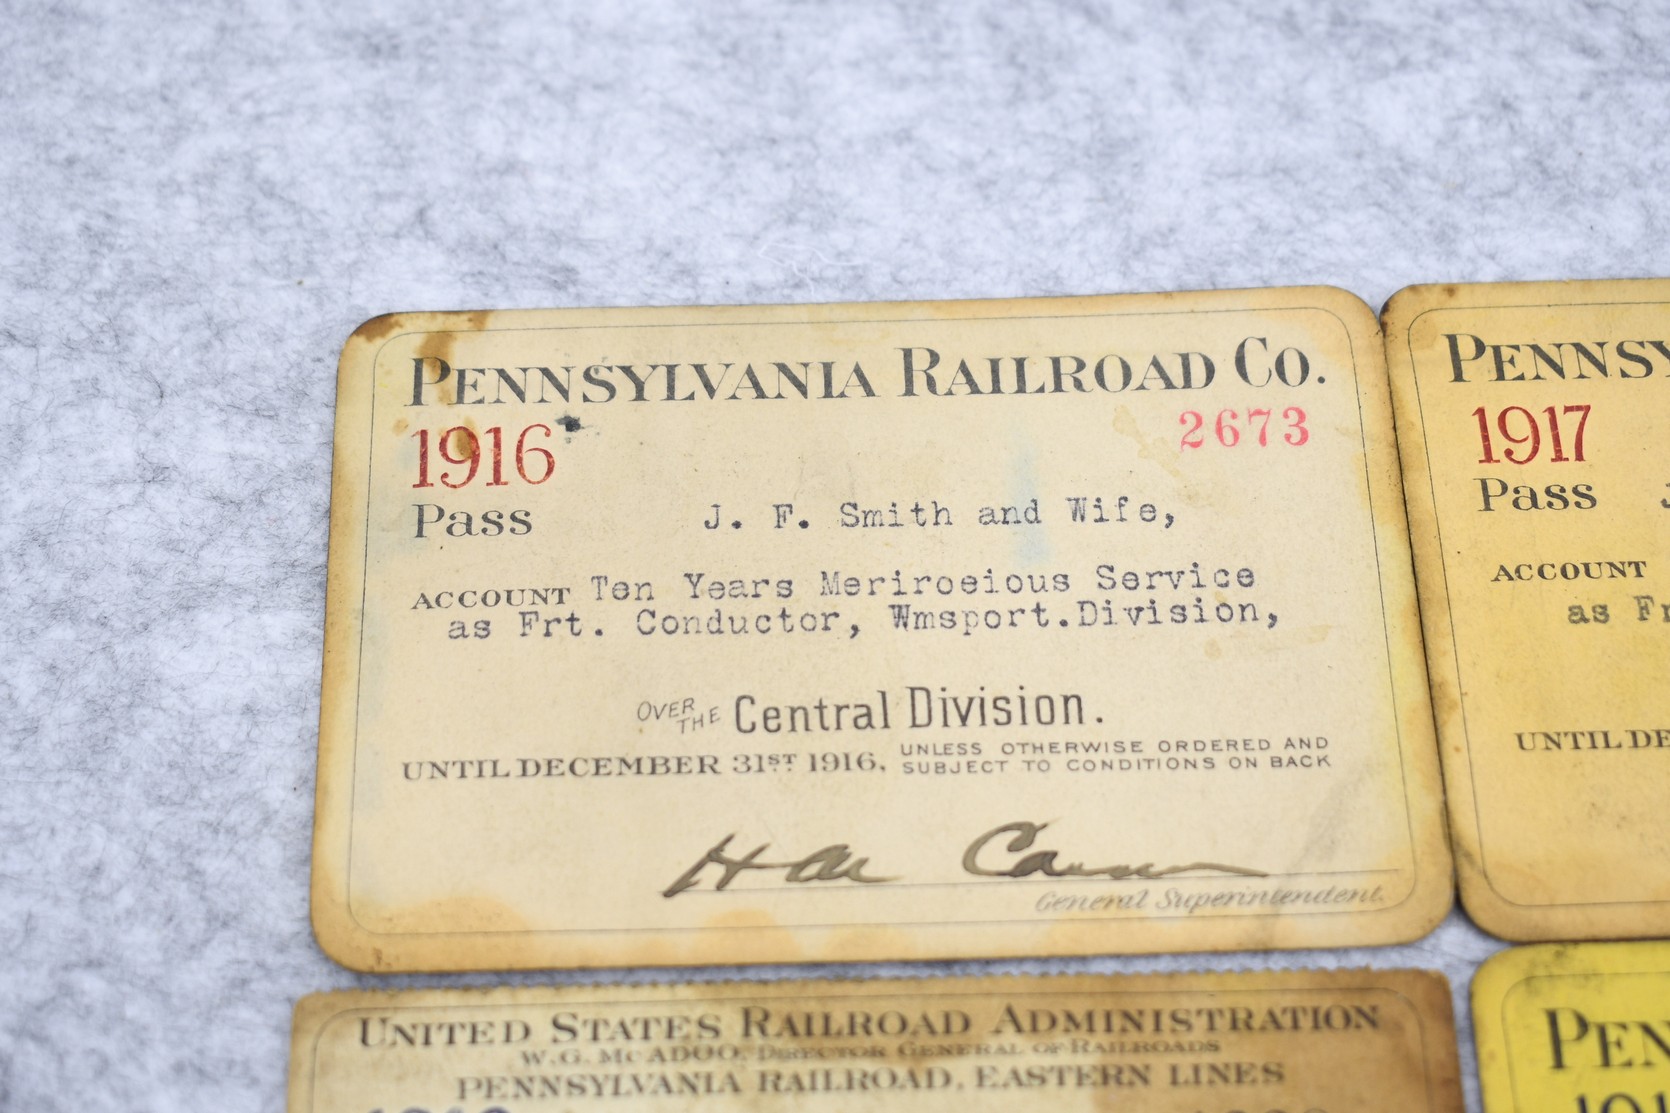 PENNSYLVANIA RAILROAD CO.
1916
2673
Pass J. F. Smith and Wife,
ACCOUNT Ten Years Meriroeious Service
as Frt. Conductor, Wmsport.Division,
OVER THE Central Division.
UNTIL DECEMBER 31ST 1916. UNLESS OTHERWISE ORDERED AND
SUBJECT TO CONDITIONS ON BACK
General Superintendent.
PENNSY
1917
Pass
ACCOUNT
as Fr
UNTIL DE
UNITED STATES RAILROAD ADMINISTRATION
W.G. MCADOO, DIRECTOR GENERAL OF RAILROADS
PENNSYLVANIA RAILROAD, EASTERN LINES
PEN